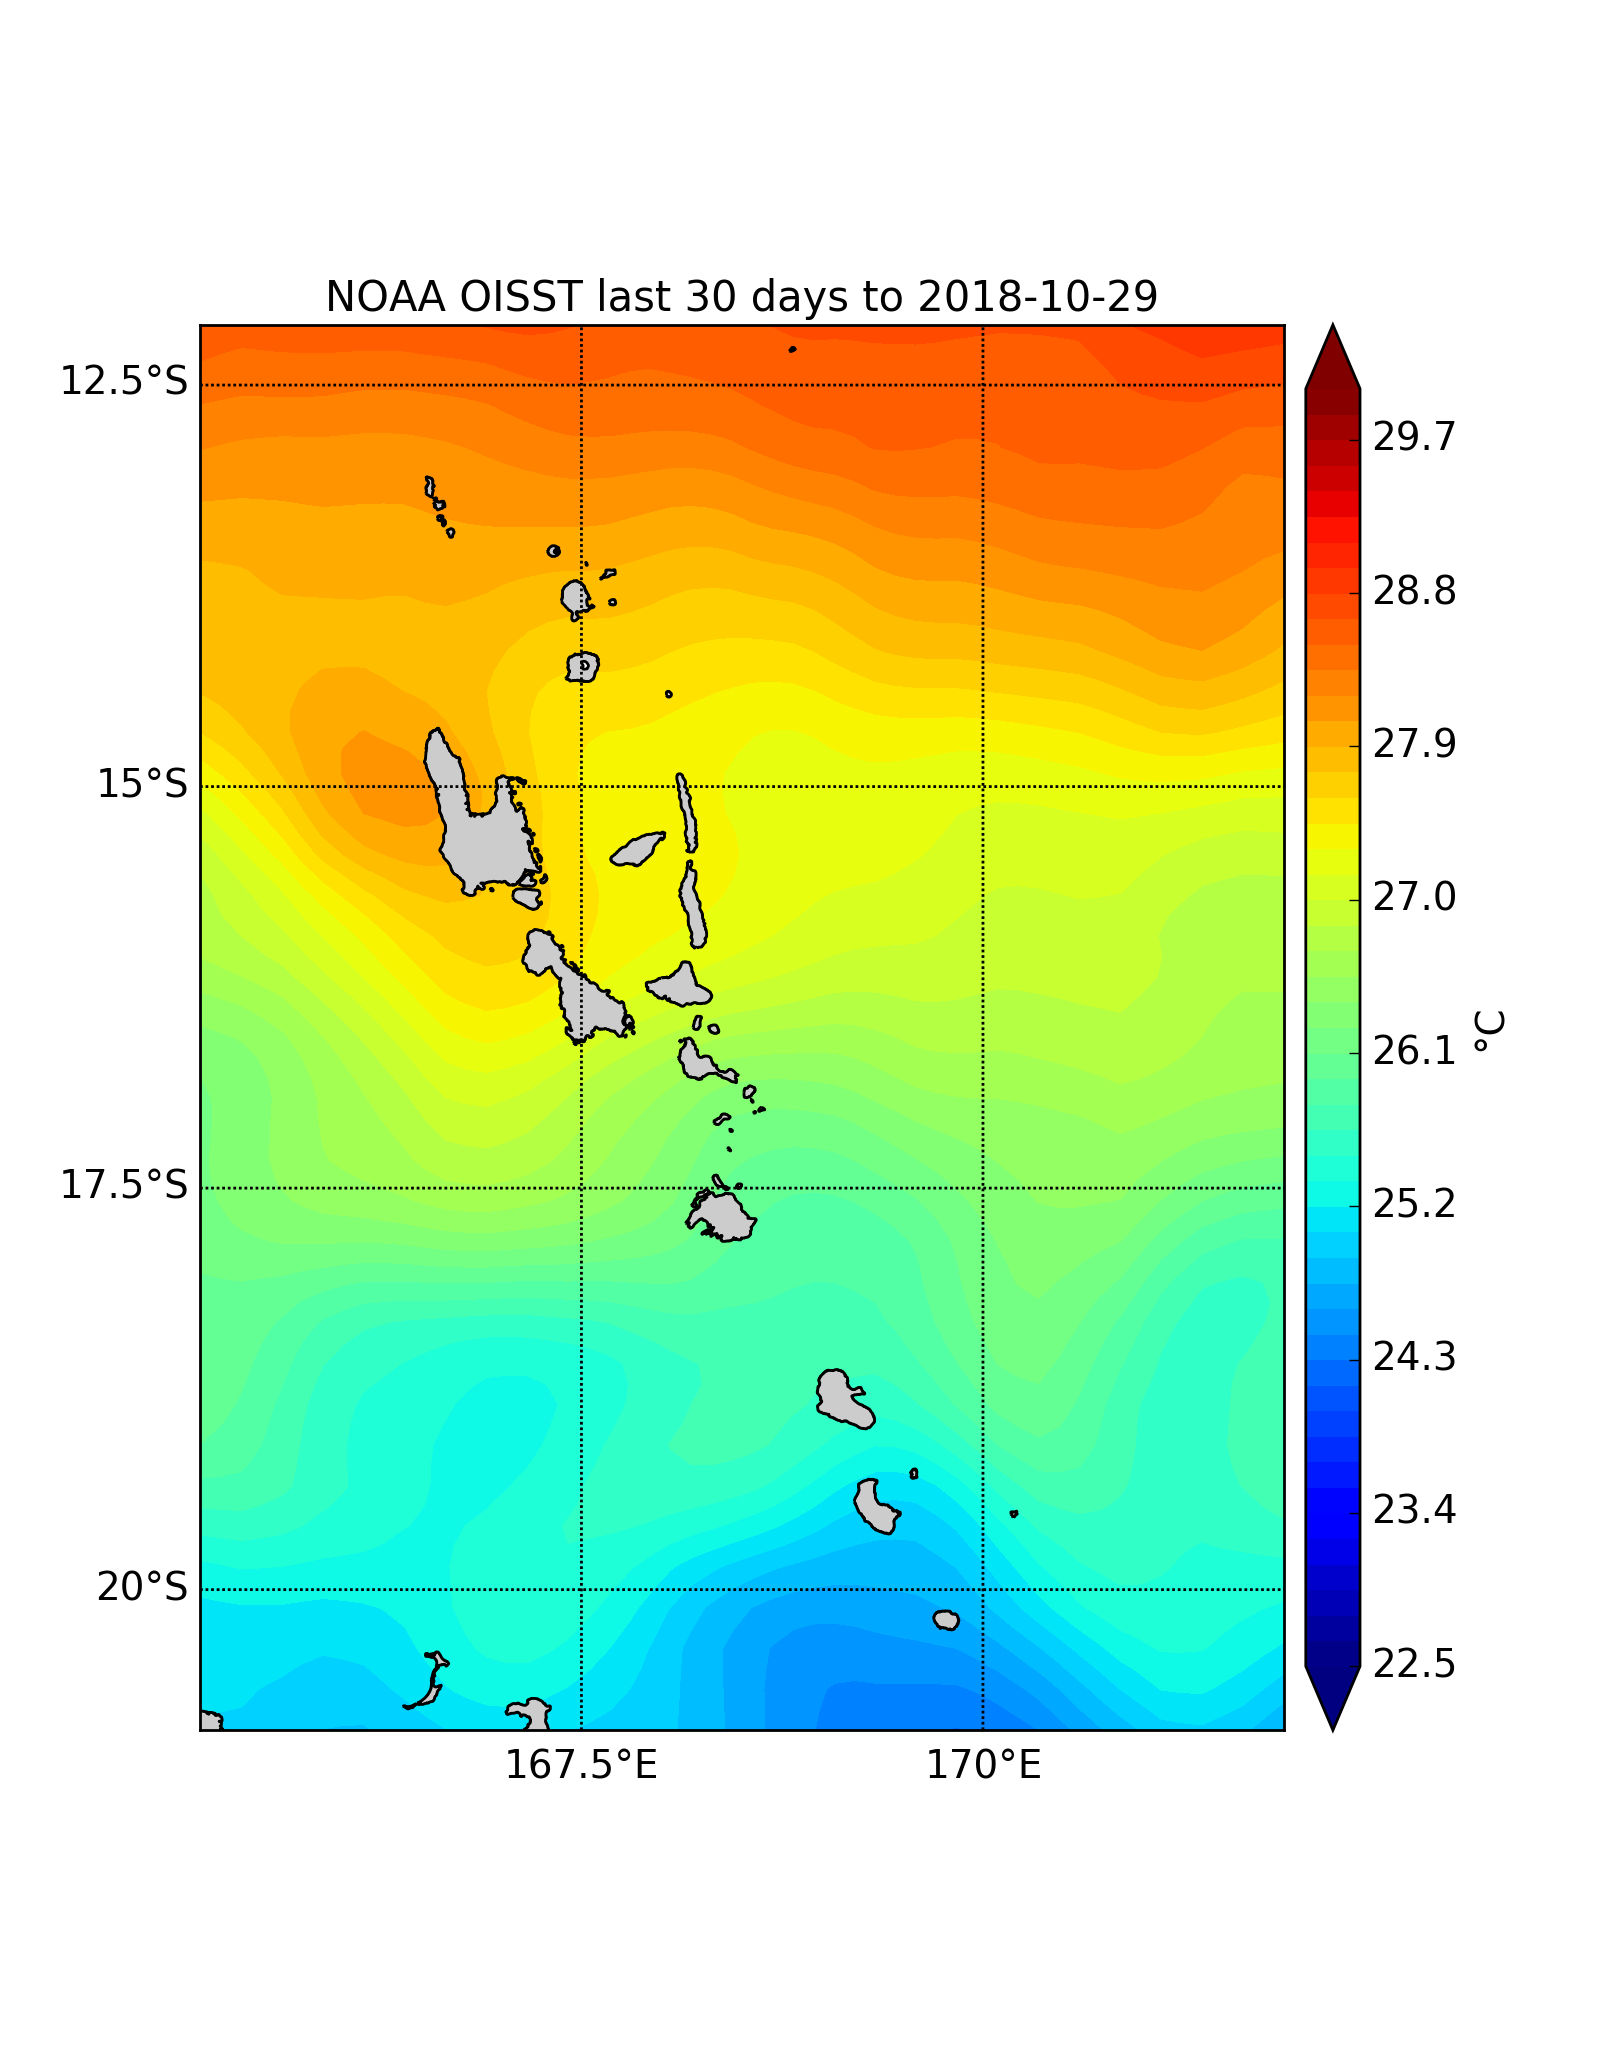 NOAA OISST last 30 days to 2018-10-29
12.5°S
15°S
17.5°S
20°S
167.5°E
170°E
29.7
28.8
27.9
27.0
26.1
25.2
24.3
23.4
22.5
°C